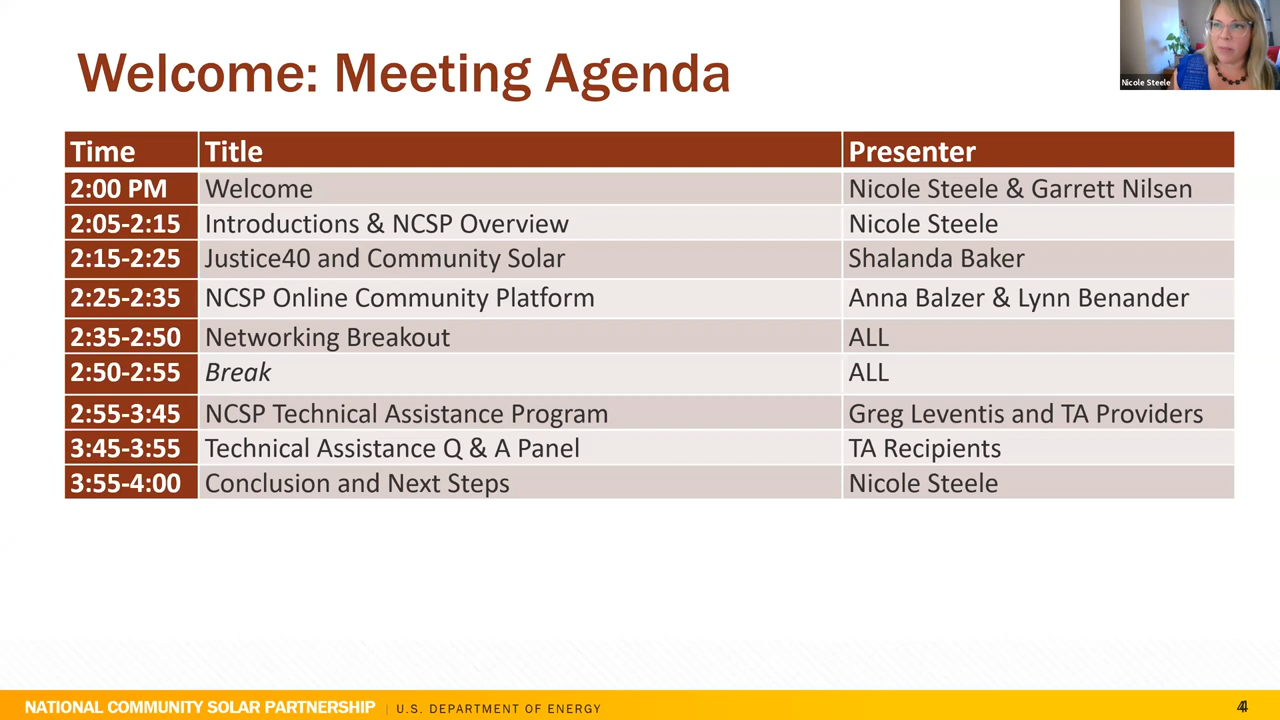 Welcome: Meeting Agenda
Nicole Steele
Time Title Presenter
2:00 PM Welcome Nicole Steele & Garrett Nilsen
2:05-2:15 Introductions & NCSP Overview Nicole Steele
2:15-2:25 Justice40 and Community Solar Shalanda Baker
2:25-2:35 NCSP Online Community Platform Anna Balzer & Lynn Benander
2:35-2:50 Networking Breakout ALL
2:50-2:55 Break ALL
2:55-3:45 NCSP Technical Assistance Program Greg Leventis and TA Providers
3:45-3:55 Technical Assistance Q & A Panel TA Recipients
3:55-4:00 Conclusion and Next Steps Nicole Steele
NATIONAL COMMUNITY SOLAR PARTNERSHIP | U.S. DEPARTMENT OF ENERGY